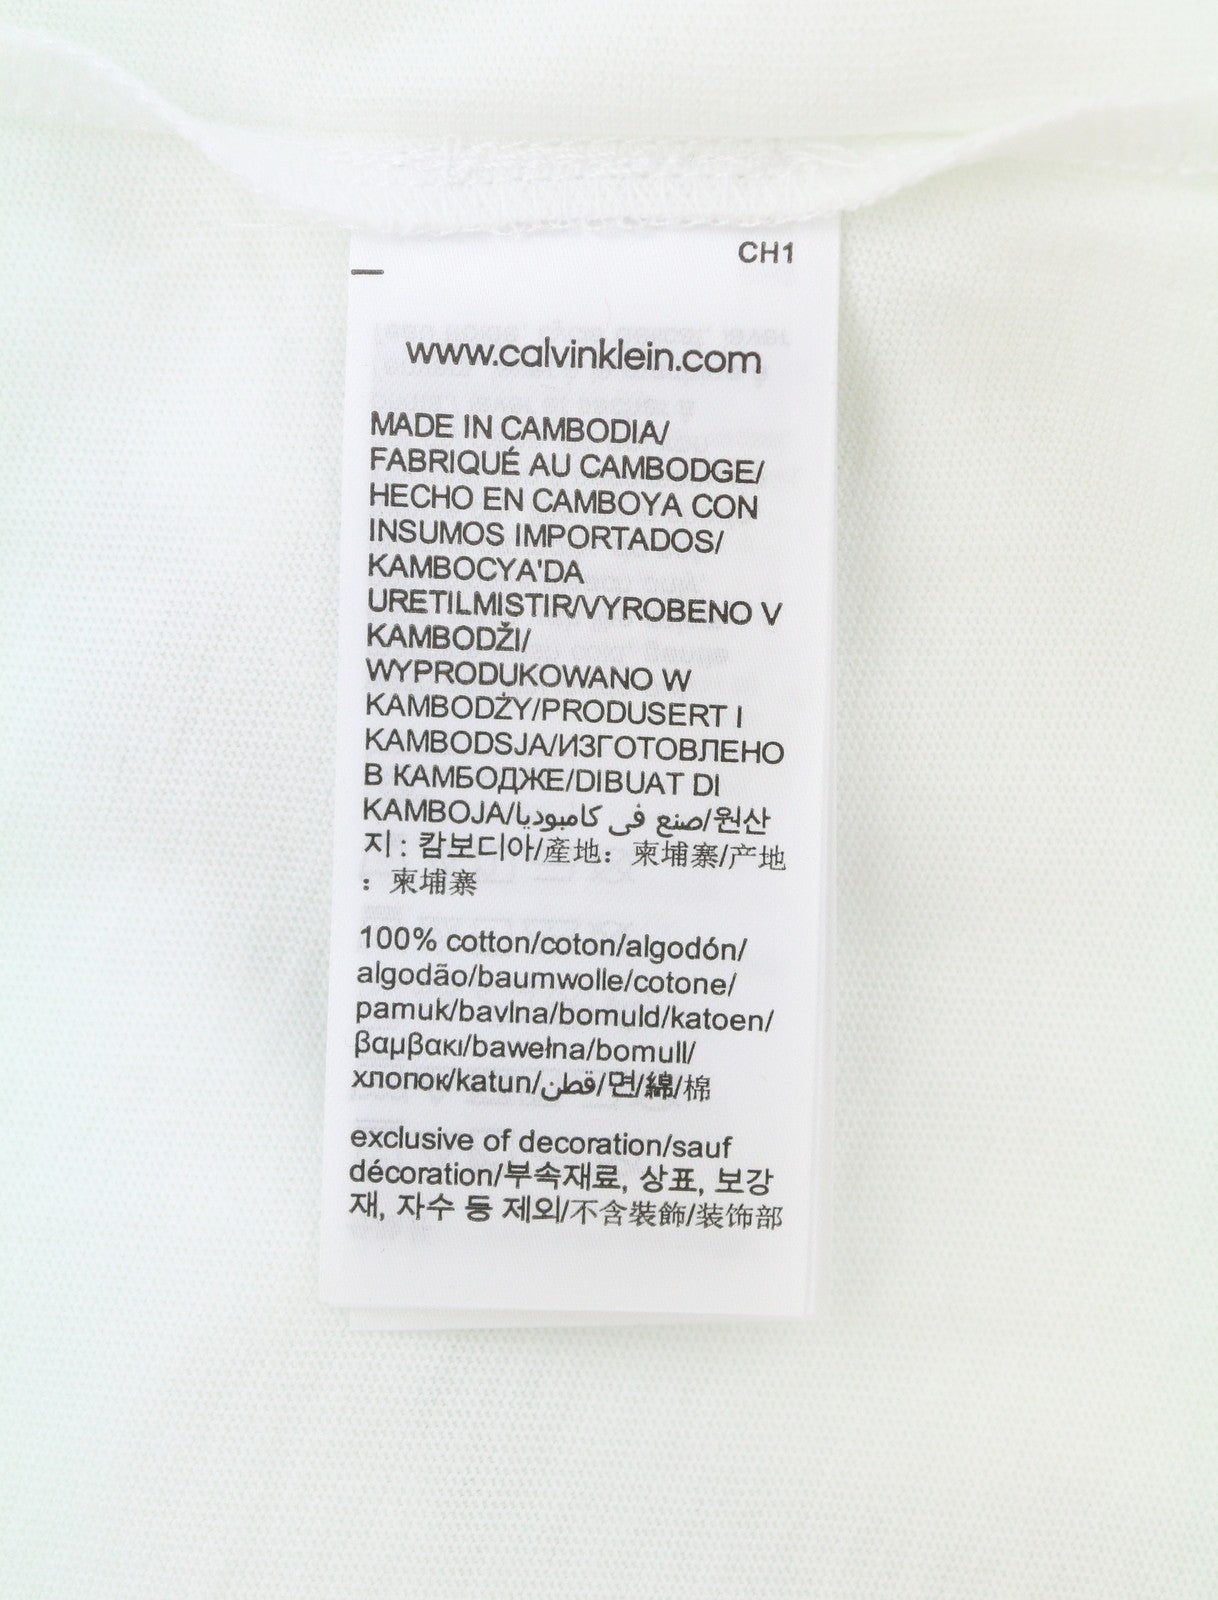 CH1
www.calvinklein.com
MADE IN CAMBODIA/
FABRIQUÉ AU CAMBODGE/
HECHO EN CAMBOYA CON
INSUMOS IMPORTADOS/
KAMBOCYA'DA
URETILMISTIR/VYROBENO V
KAMBODŽI/
WYPRODUKOWANO W
KAMBODŻY/PRODUSERT I
KAMBODSJA/ИЗГОТОВЛЕНО
В КАМБОДЖЕ/DIBUAT DI
KAMBOJA/صنع في كامبوديا/원산
지 : 캄보디아/產地：柬埔寨/产地
：柬埔寨
100% cotton/coton/algodón/
algodão/baumwolle/cotone/
pamuk/bavlna/bomuld/katoen/
βαμβακι/bawełna/bomull/
хлопок/katun/قطن/면/綿/棉
exclusive of decoration/sauf
décoration/부속재료, 상표, 보강
재, 자수 등 제외/不含裝飾/装饰部